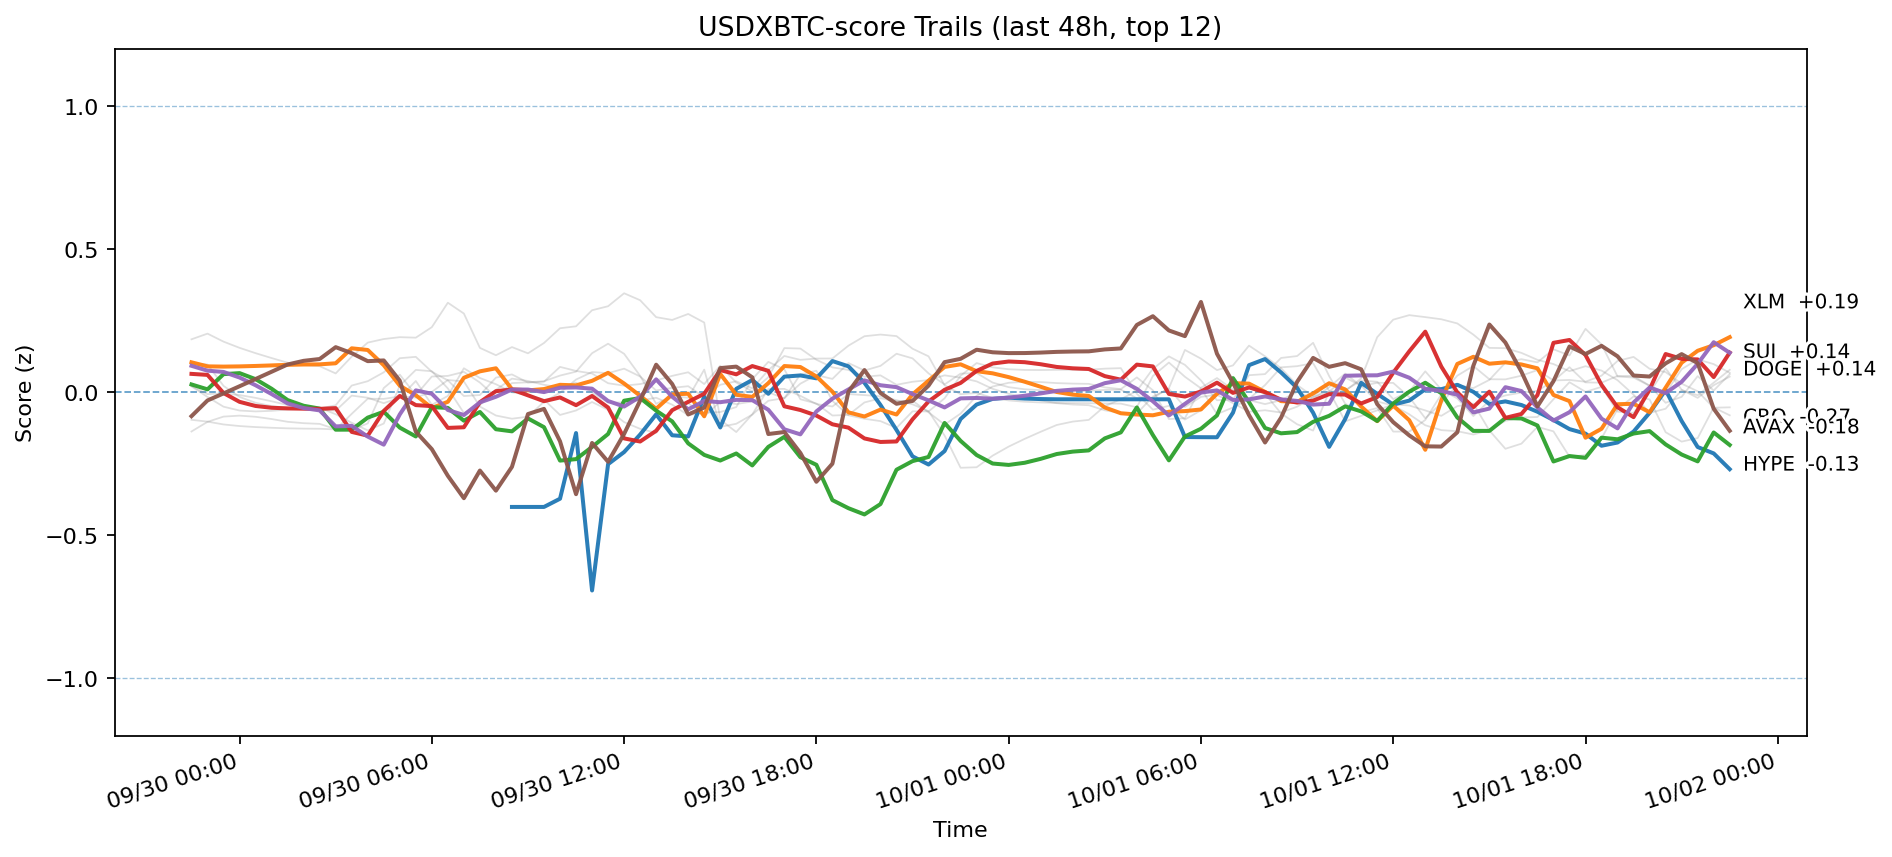 USDXBTC-score Trails (last 48h, top 12)
Score (z)
1.0
0.5
0.0
−0.5
−1.0
XLM +0.19
SUI +0.14
DOGE +0.14
-0.27
AVAX -0.18
HYPE -0.13
09/30 00:00
09/30 06:00
09/30 12:00
09/30 18:00
10/01 00:00
10/01 06:00
10/01 12:00
10/01 18:00
10/02 00:00
Time